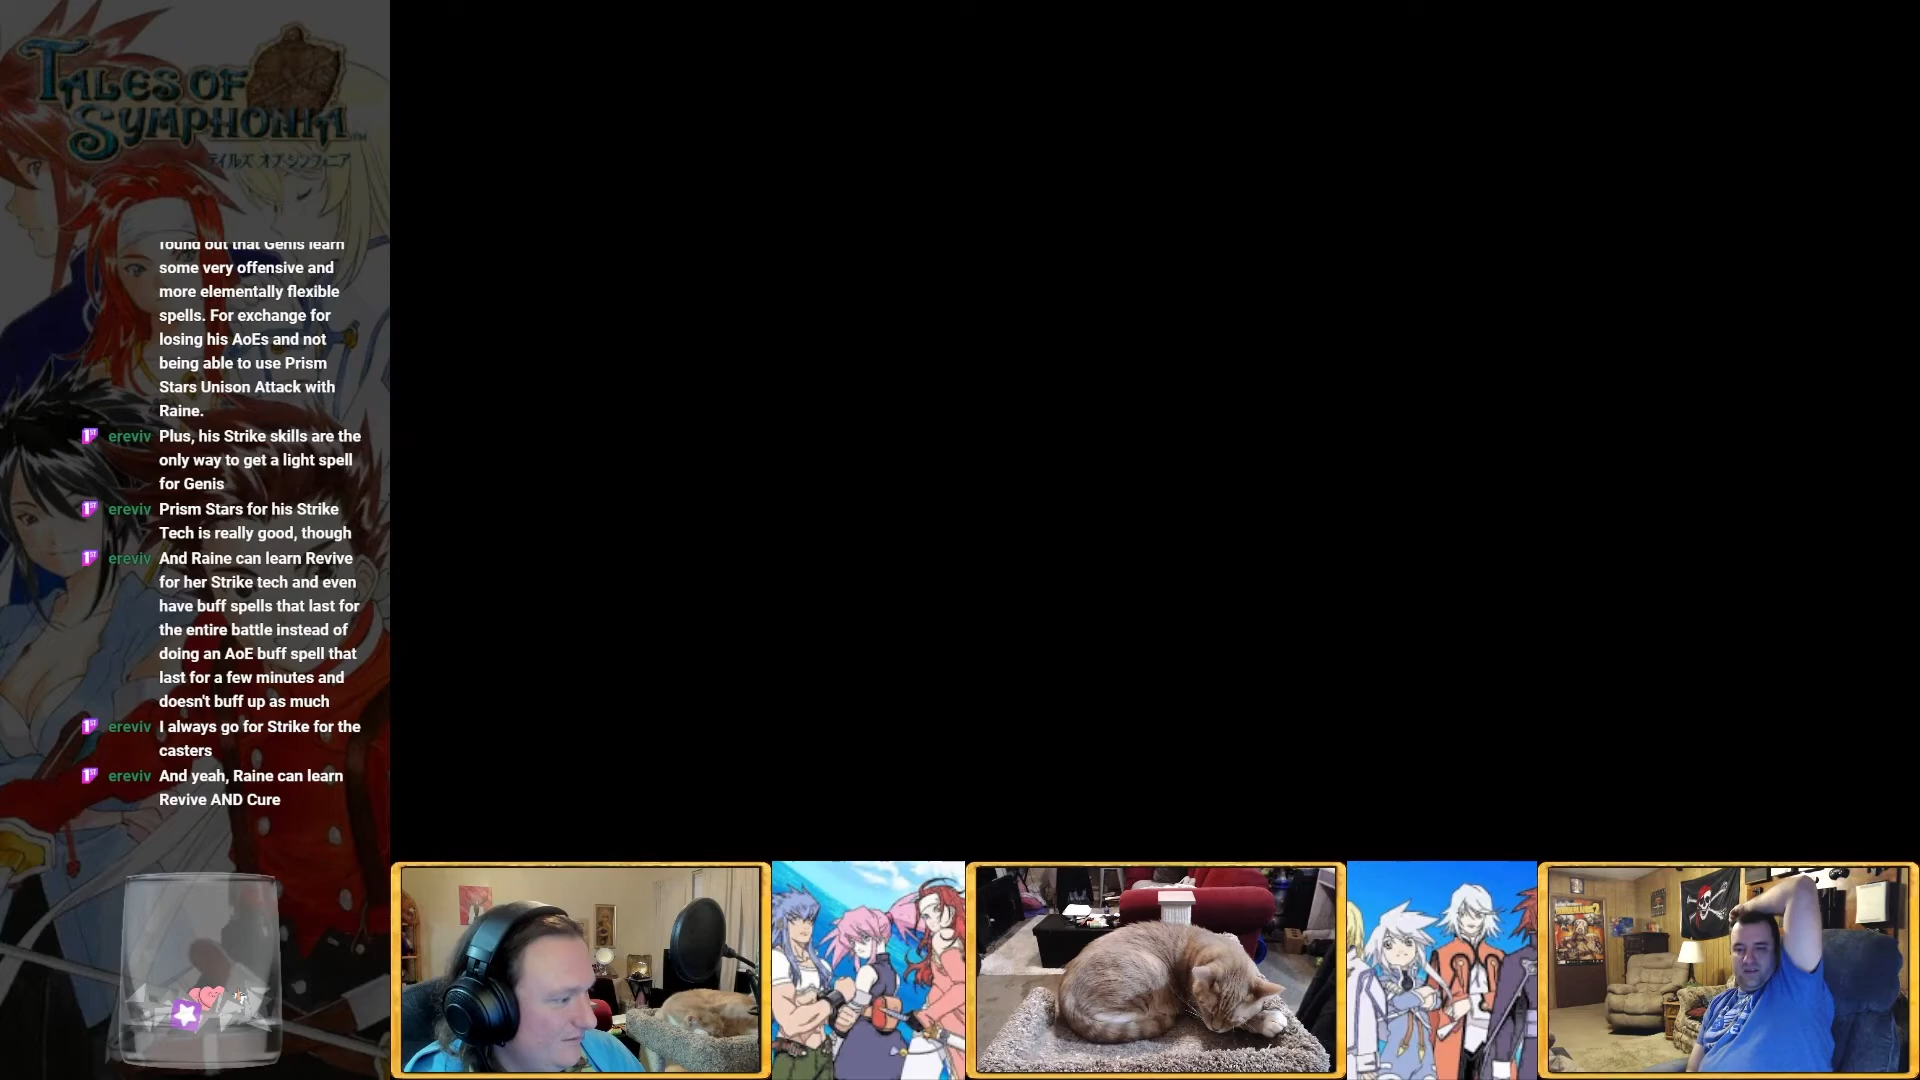 TALES OF
SYMPHONIA
テイルズ オブ シンフォニア
found out that Genis learn
some very offensive and
more elementally flexible
spells. For exchange for
losing his AoEs and not
being able to use Prism
Stars Unison Attack with
Raine.
ereviv Plus, his Strike skills are the
only way to get a light spell
for Genis
ereviv Prism Stars for his Strike
Tech is really good, though
ereviv And Raine can learn Revive
for her Strike tech and even
have buff spells that last for
the entire battle instead of
doing an AoE buff spell that
last for a few minutes and
doesn't buff up as much
ereviv I always go for Strike for the
casters
ereviv And yeah, Raine can learn
Revive AND Cure